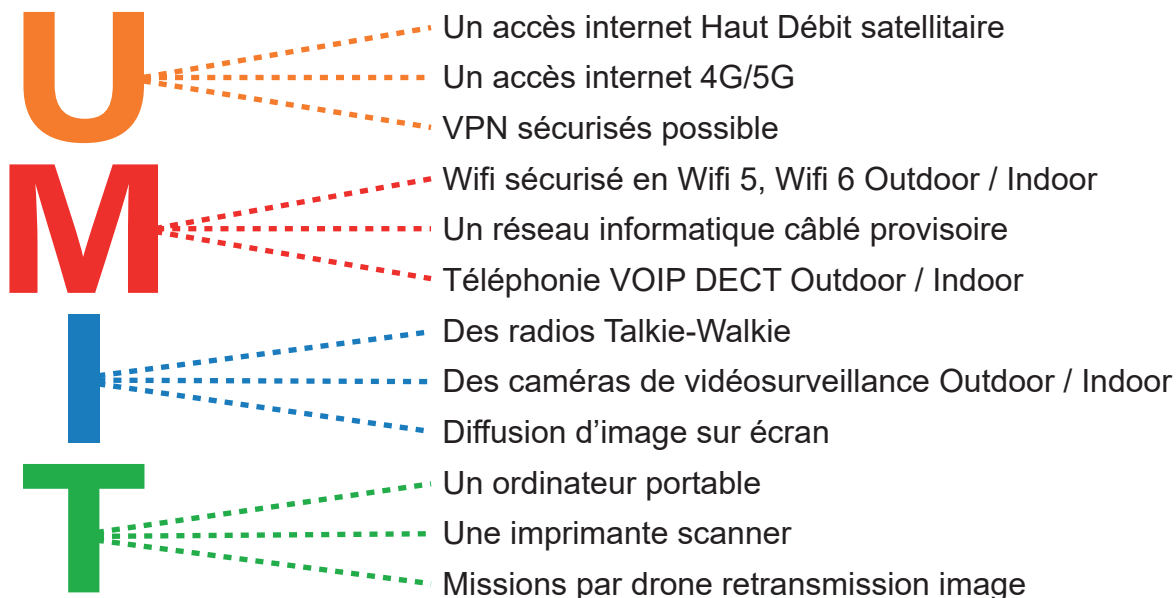 U
Un accès internet Haut Débit satellitaire
Un accès internet 4G/5G
VPN sécurisés possible
M
Wifi sécurisé en Wifi 5, Wifi 6 Outdoor / Indoor
Un réseau informatique câblé provisoire
Téléphonie VOIP DECT Outdoor / Indoor
I
Des radios Talkie-Walkie
Des caméras de vidéosurveillance Outdoor / Indoor
Diffusion d’image sur écran
T
Un ordinateur portable
Une imprimante scanner
Missions par drone retransmission image